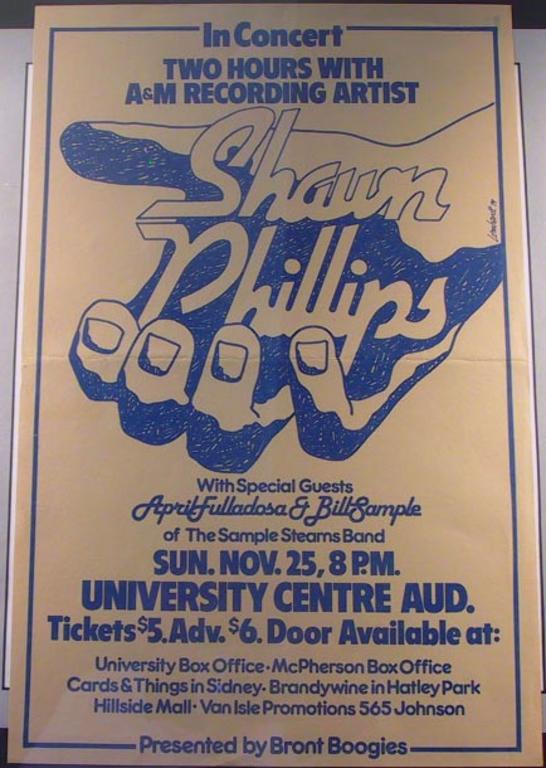 In Concert
TWO HOURS WITH
A&M RECORDING ARTIST
Shawn
Phillips
With Special Guests
April Fulladosa & Bill Sample
of The Sample Steams Band
SUN. NOV. 25, 8 P.M.
UNIVERSITY CENTRE AUD.
Tickets $5. Adv. $6. Door Available at:
University Box Office · McPherson Box Office
Cards & Things in Sidney · Brandywine in Hatley Park
Hillside Mall · Van Isle Promotions 565 Johnson
Presented by Bront Boogies